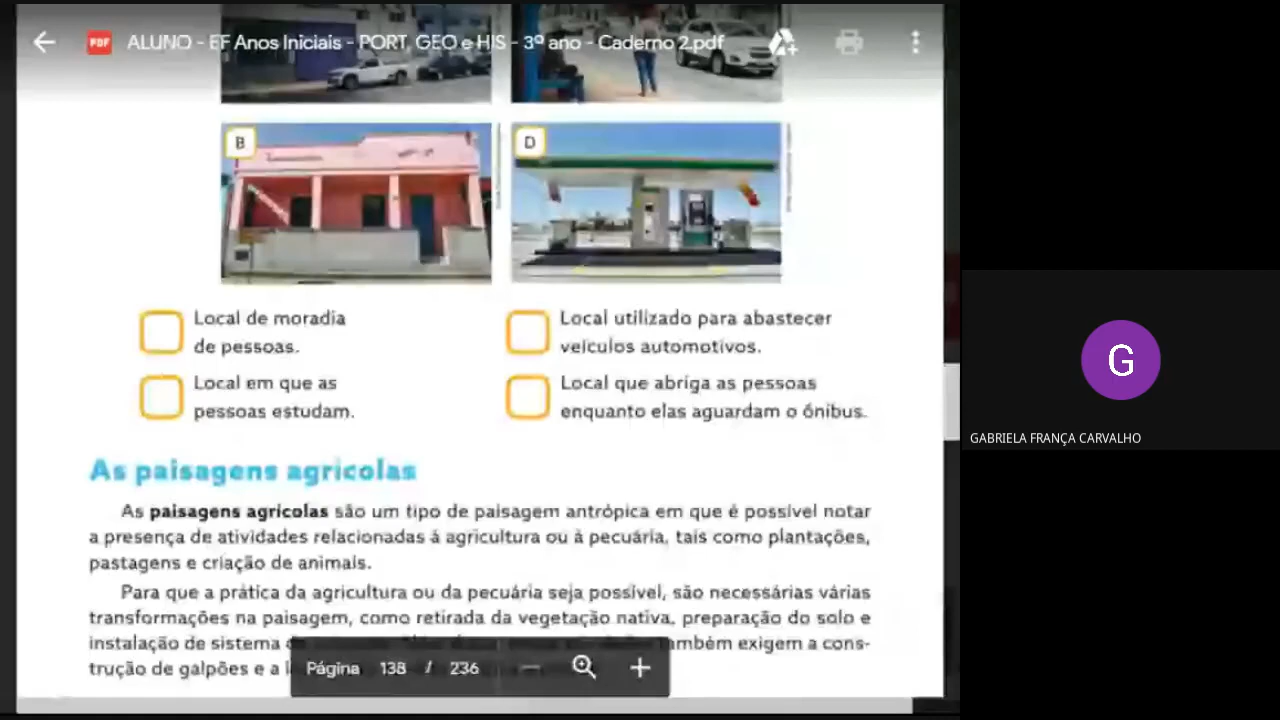 ALUNO - EF Anos Iniciais - PORT, GEO e HIS - 3º ano - Caderno 2.pdf
PDF
B
D
Local de moradia
de pessoas.
Local utilizado para abastecer
veículos automotivos.
Local em que as
pessoas estudam.
Local que abriga as pessoas
enquanto elas aguardam o ônibus.
As paisagens agrícolas
As paisagens agrícolas são um tipo de paisagem antrópica em que é possível notar
a presença de atividades relacionadas à agricultura ou à pecuária, tais como plantações,
pastagens e criação de animais.
Para que a prática da agricultura ou da pecuária seja possível, são necessárias várias
transformações na paisagem, como retirada da vegetação nativa, preparação do solo e
instalação de sistema também exigem a cons-
trução de galpões e a
Página 138 / 236
G
GABRIELA FRANÇA CARVALHO